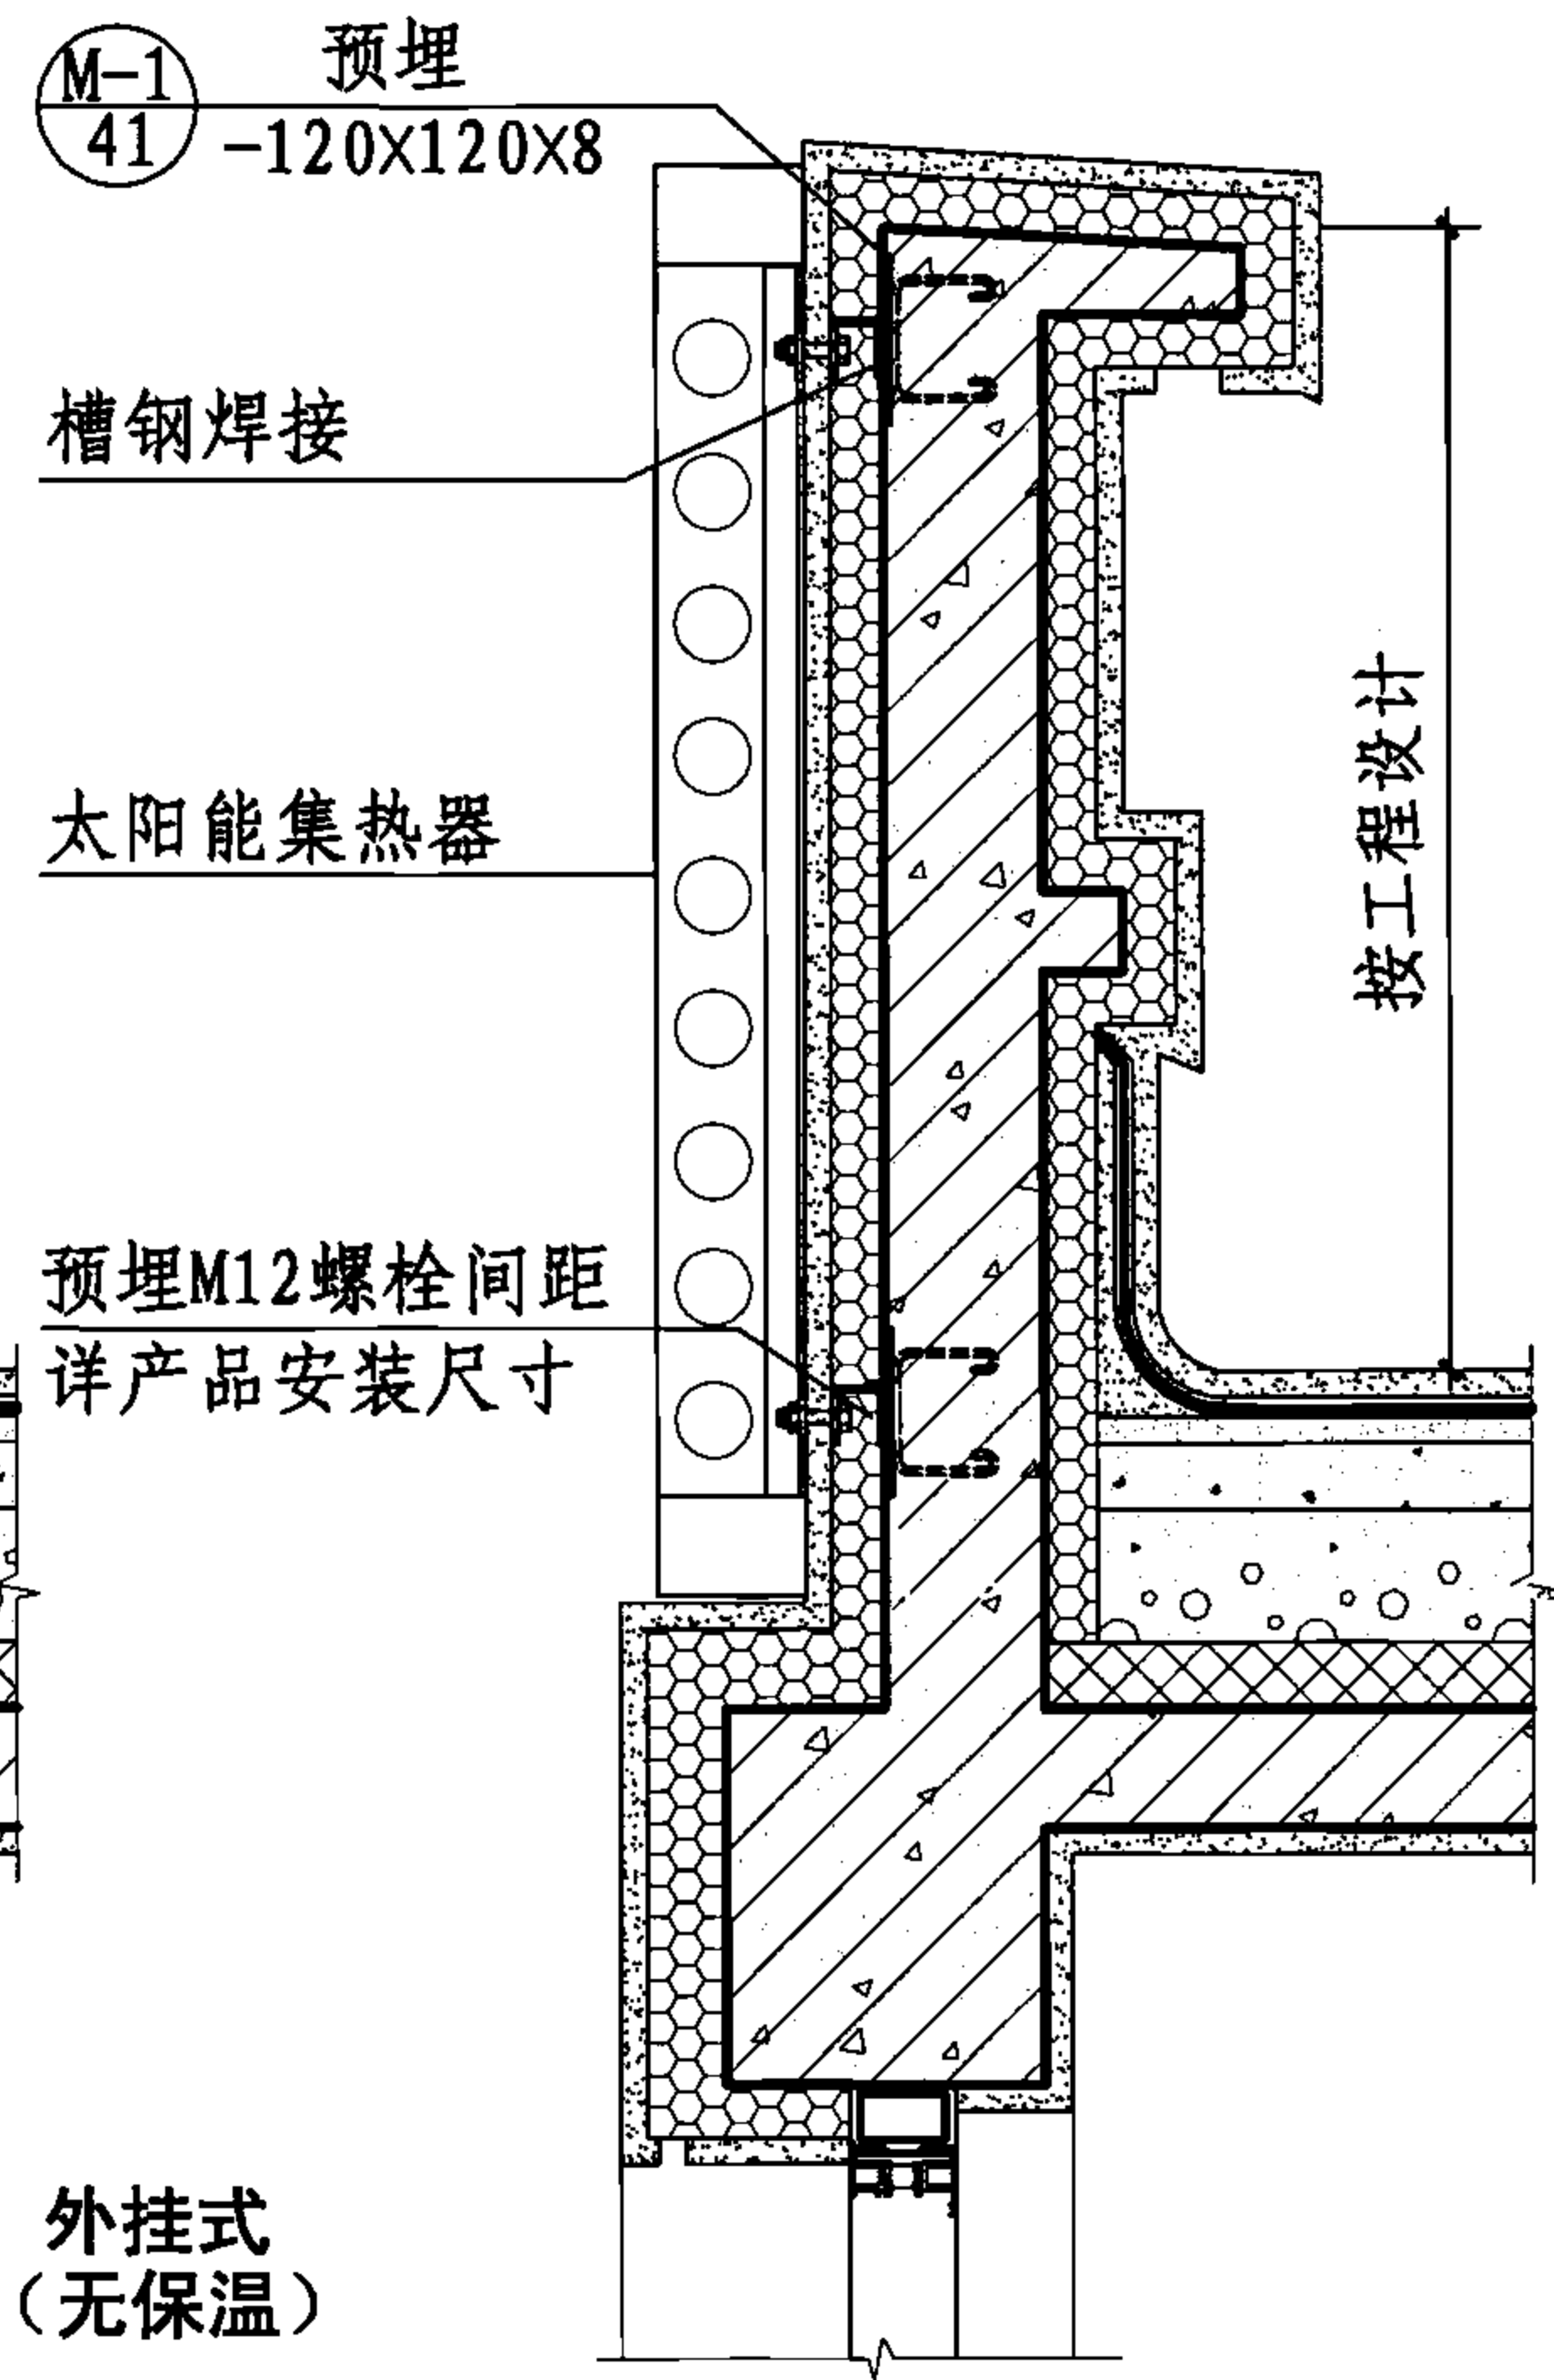 M-1
41
预埋
-120X120X8
槽钢焊接
太阳能集热器
按工程设计
预埋M12螺栓间距
详产品安装尺寸
外挂式
(无保温)